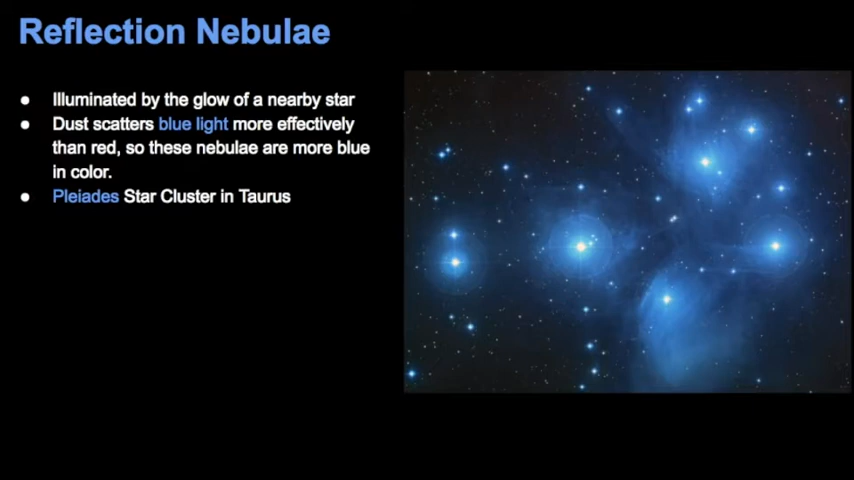 Reflection Nebulae
● Illuminated by the glow of a nearby star
● Dust scatters blue light more effectively
than red, so these nebulae are more blue
in color.
● Pleiades Star Cluster in Taurus